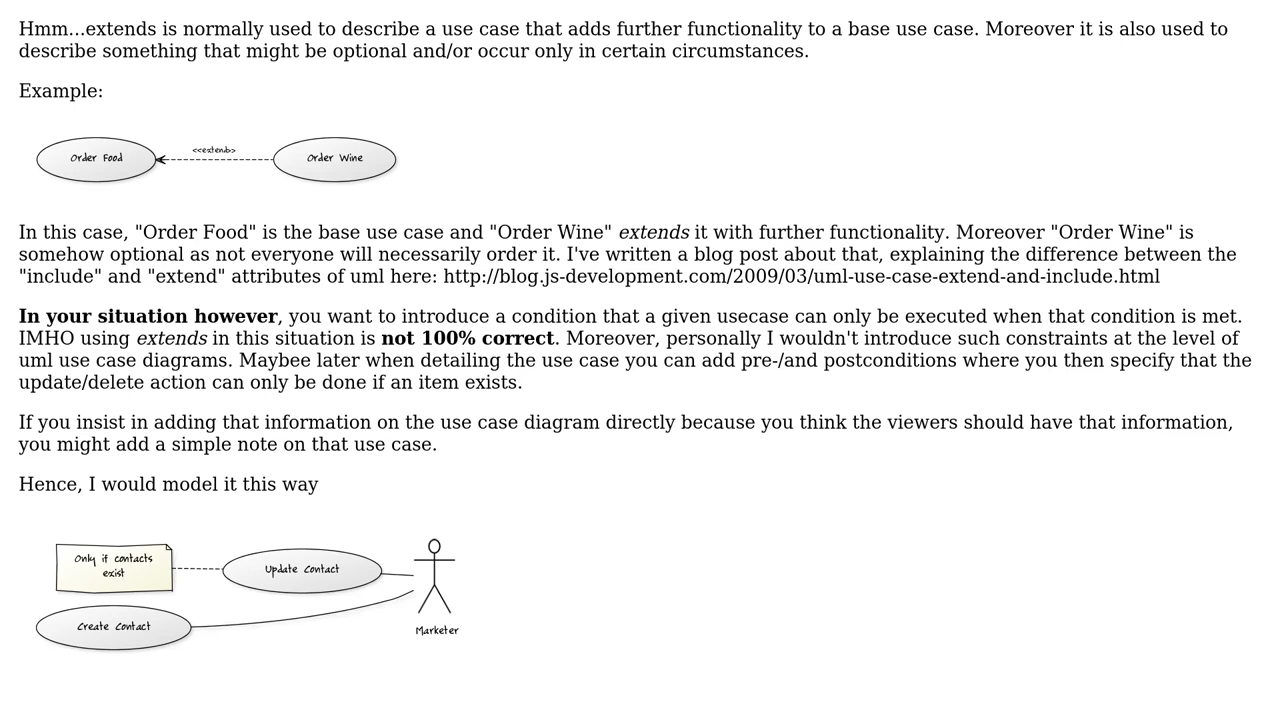 Hmm...extends is normally used to describe a use case that adds further functionality to a base use case. Moreover it is also used to
describe something that might be optional and/or occur only in certain circumstances.
Example:
Order Food
<<extend>>
Order Wine
In this case, "Order Food" is the base use case and "Order Wine" extends it with further functionality. Moreover "Order Wine" is
somehow optional as not everyone will necessarily order it. I've written a blog post about that, explaining the difference between the
"include" and "extend" attributes of uml here: http://blog.js-development.com/2009/03/uml-use-case-extend-and-include.html
In your situation however, you want to introduce a condition that a given usecase can only be executed when that condition is met.
IMHO using extends in this situation is not 100% correct. Moreover, personally I wouldn't introduce such constraints at the level of
uml use case diagrams. Maybee later when detailing the use case you can add pre-/and postconditions where you then specify that the
update/delete action can only be done if an item exists.
If you insist in adding that information on the use case diagram directly because you think the viewers should have that information,
you might add a simple note on that use case.
Hence, I would model it this way
Only if contacts
exist
Update Contact
Create Contact
Marketer